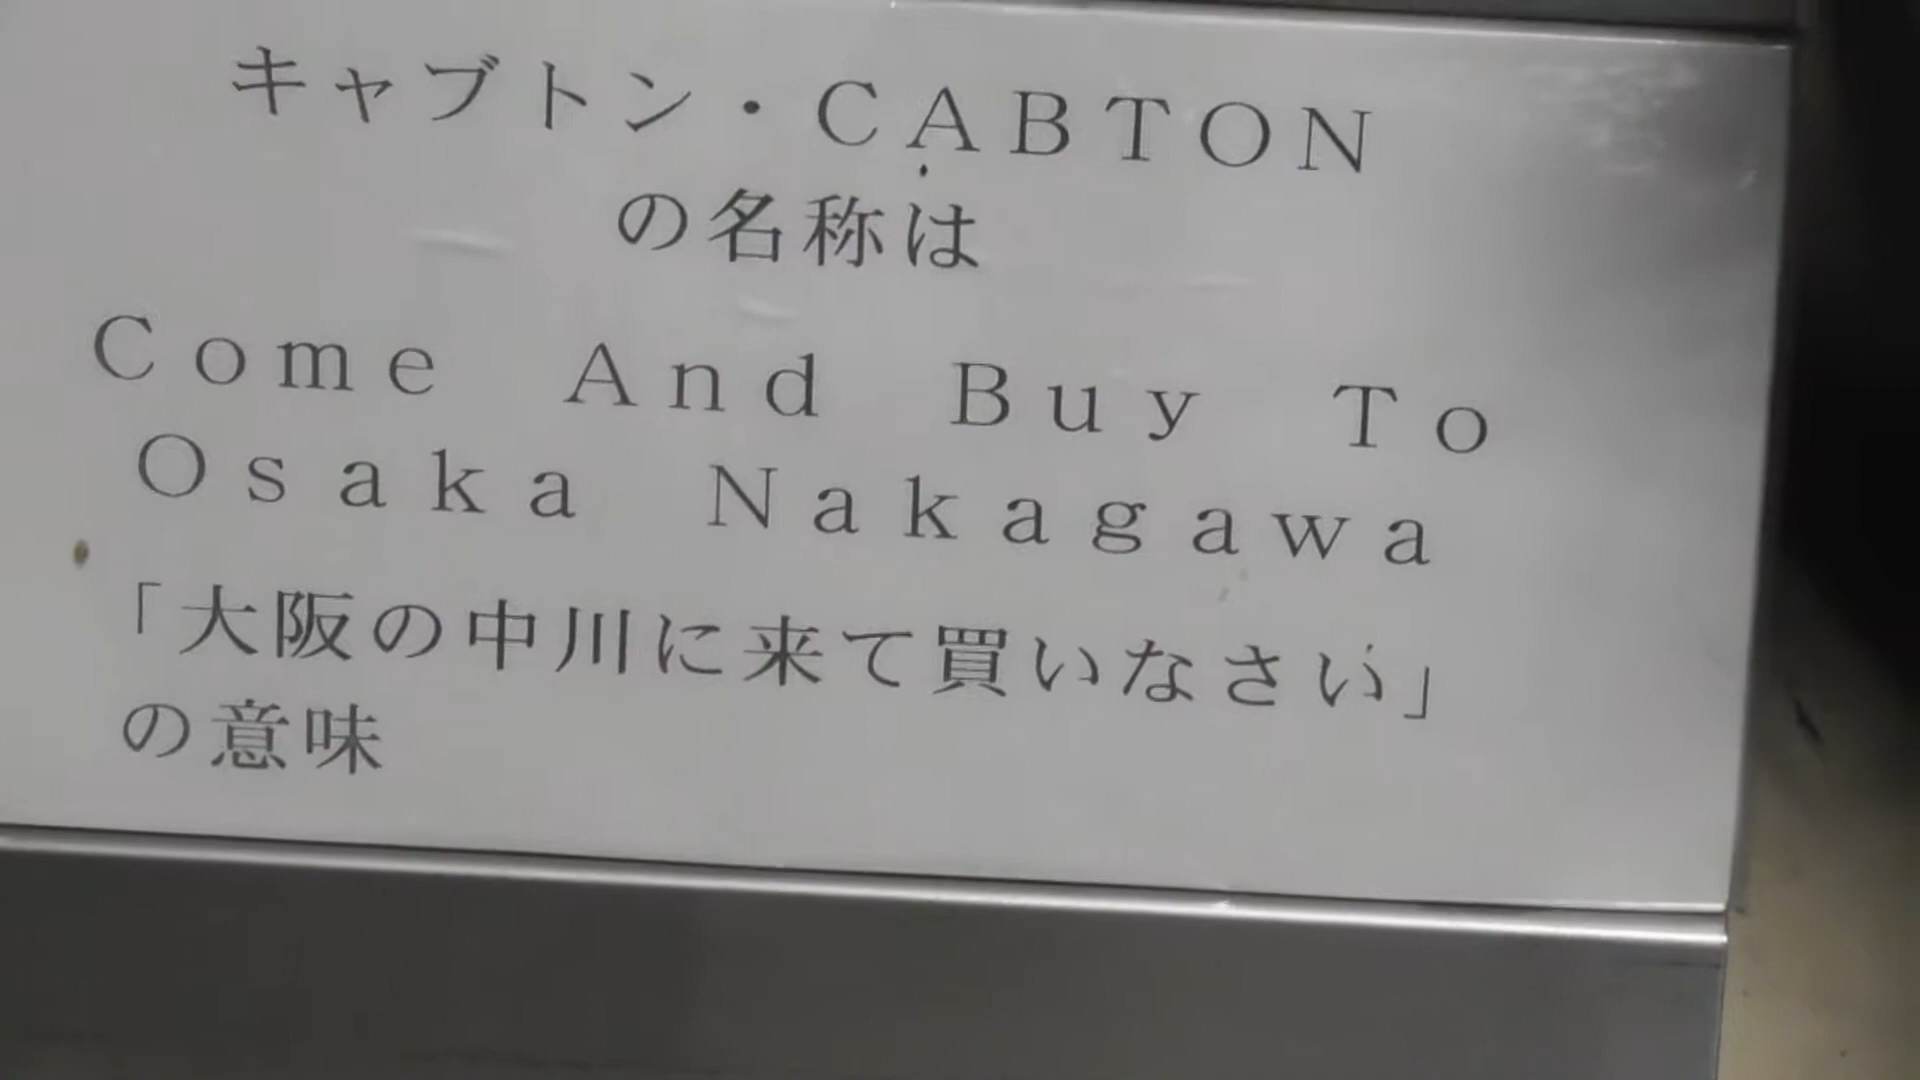 キャブトン・ＣＡＢＴＯＮ
の名称は
Ｃｏｍｅ　Ａｎｄ　Ｂｕｙ　Ｔｏ
Ｏｓａｋａ　Ｎａｋａｇａｗａ
「大阪の中川に来て買いなさい」
の意味